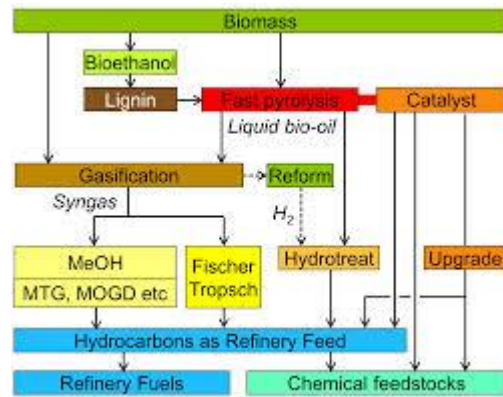 Biomass
Bioethanol
Lignin
Fast pyrolysis
Catalyst
Liquid bio-oil
Gasification
Reform
Syngas
H2
MeOH
MTG, MOGD etc
Fischer
Tropsch
Hydrotreat
Upgrade
Hydrocarbons as Refinery Feed
Refinery Fuels
Chemical feedstocks